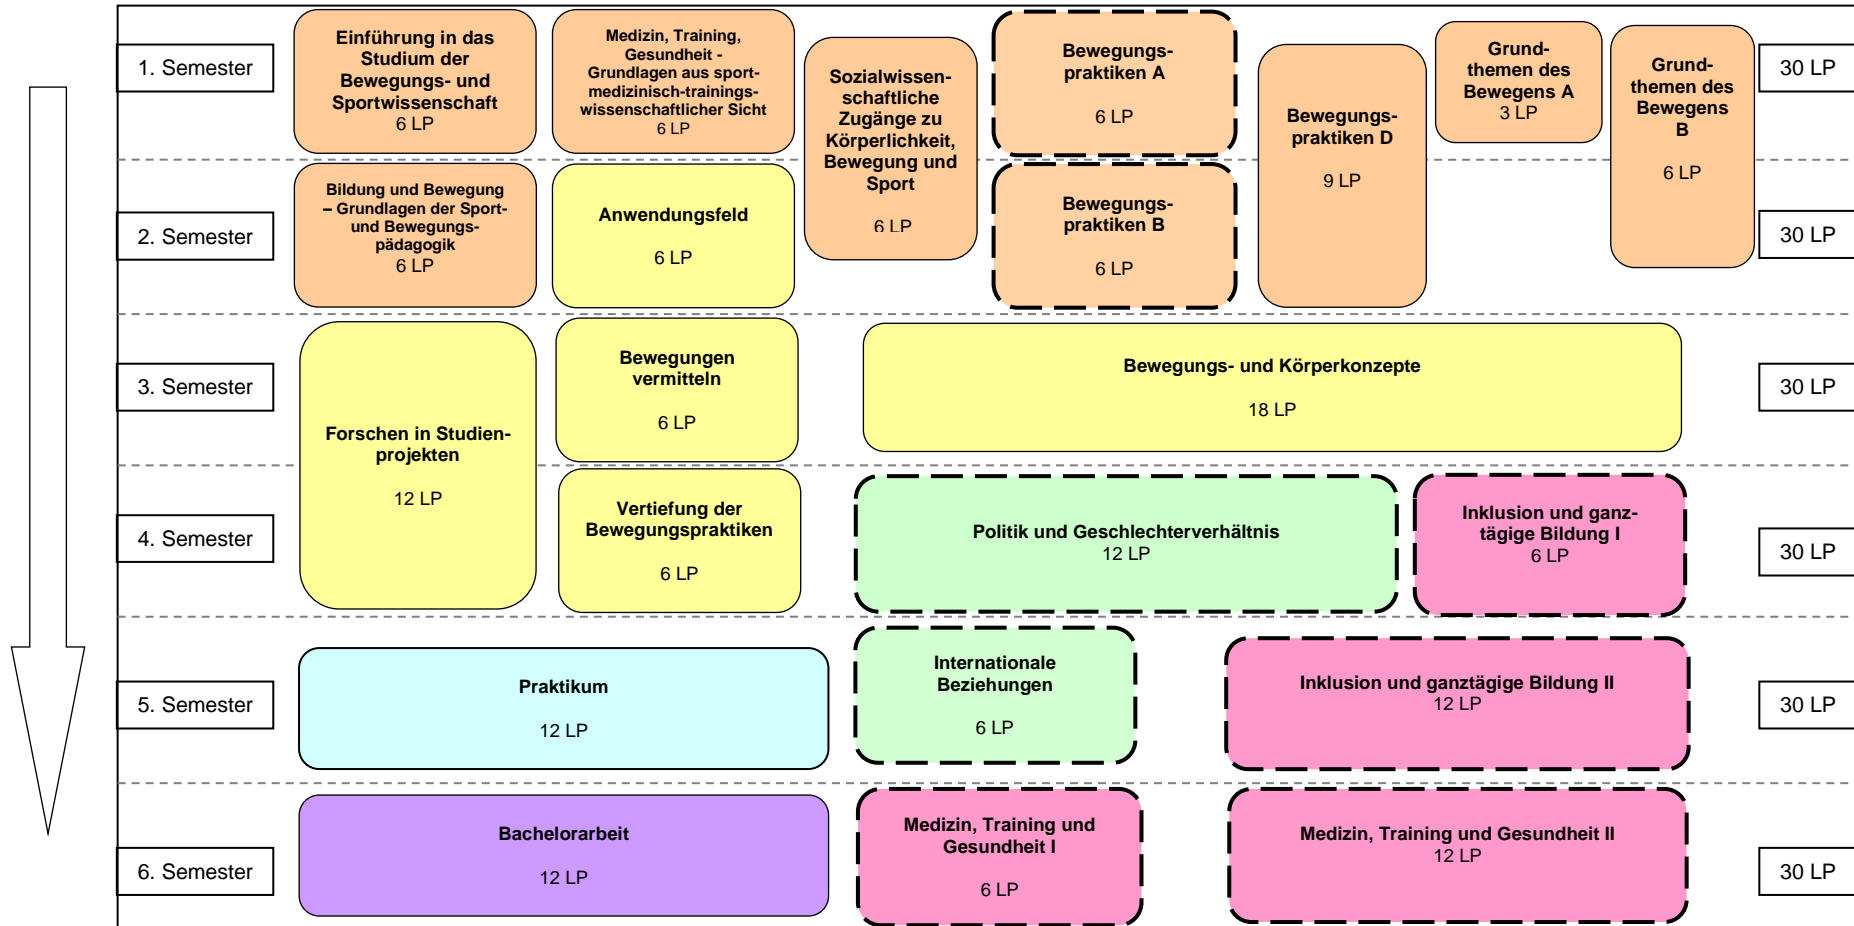 1. Semester
Einführung in das
Studium der
Bewegungs- und
Sportwissenschaft
6 LP
Medizin, Training,
Gesundheit -
Grundlagen aus sport-
medizinisch-trainings-
wissenschaftlicher Sicht
6 LP
Sozialwissen-
schaftliche
Zugänge zu
Körperlichkeit,
Bewegung und
Sport
6 LP
Bewegungs-
praktiken A
6 LP
Bewegungs-
praktiken D
9 LP
Grund-
themen des
Bewegens A
3 LP
Grund-
themen des
Bewegens
B
6 LP
30 LP
2. Semester
Bildung und Bewegung
– Grundlagen der Sport-
und Bewegungs-
pädagogik
6 LP
Anwendungsfeld
6 LP
Bewegungs-
praktiken B
6 LP
30 LP
3. Semester
Forschen in Studien-
projekten
12 LP
Bewegungen
vermitteln
6 LP
Bewegungs- und Körperkonzepte
18 LP
30 LP
4. Semester
Vertiefung der
Bewegungspraktiken
6 LP
Politik und Geschlechterverhältnis
12 LP
Inklusion und ganz-
tägige Bildung I
6 LP
30 LP
5. Semester
Praktikum
12 LP
Internationale
Beziehungen
6 LP
Inklusion und ganztägige Bildung II
12 LP
30 LP
6. Semester
Bachelorarbeit
12 LP
Medizin, Training und
Gesundheit I
6 LP
Medizin, Training und Gesundheit II
12 LP
30 LP